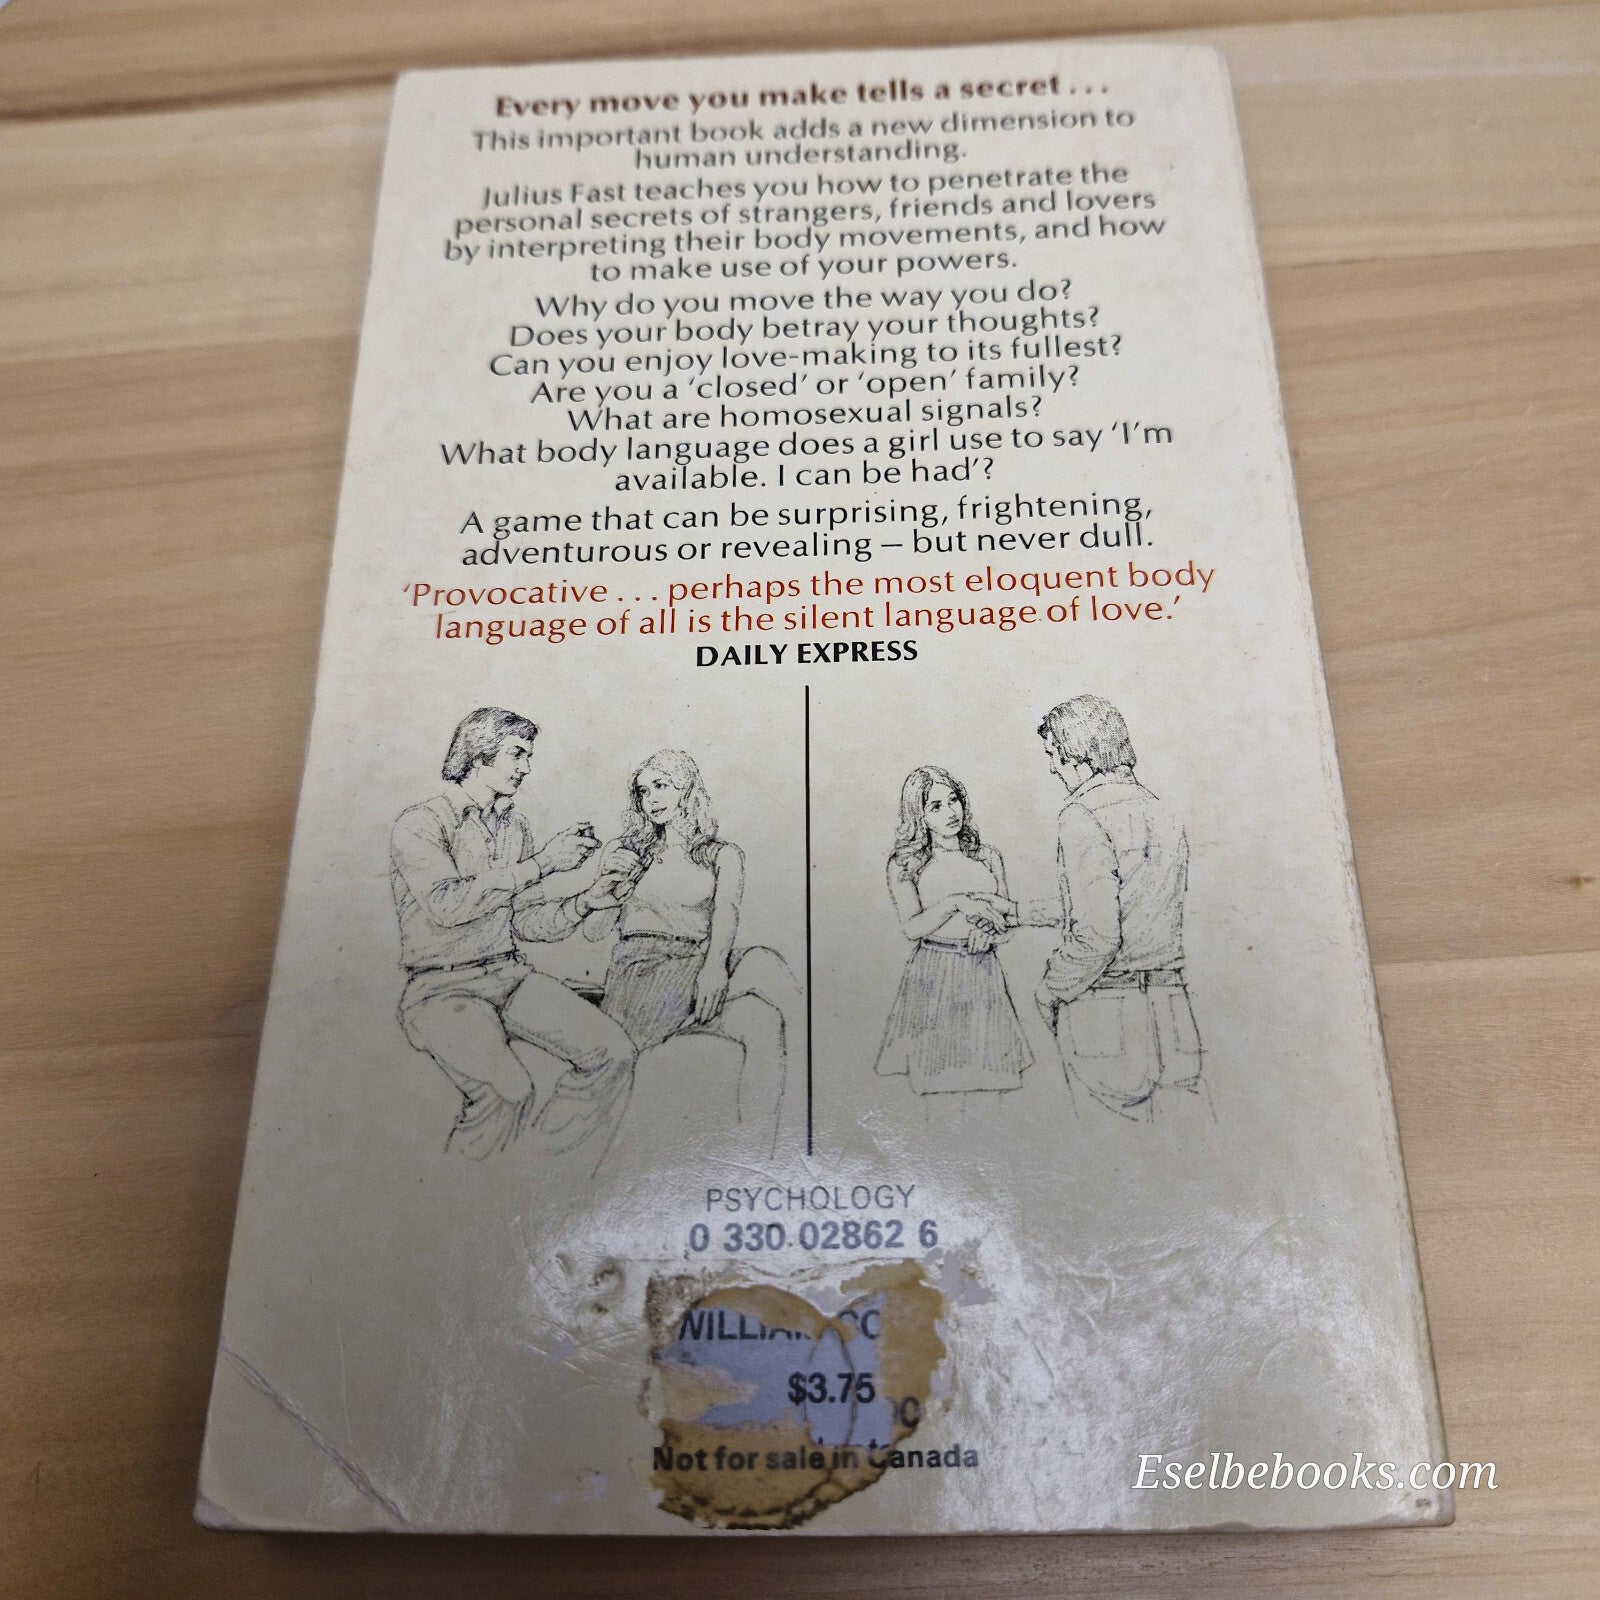 Every move you make tells a secret . . .
This important book adds a new dimension to
human understanding.
Julius Fast teaches you how to penetrate the
personal secrets of strangers, friends and lovers
by interpreting their body movements, and how
to make use of your powers.
Why do you move the way you do?
Does your body betray your thoughts?
Can you enjoy love-making to its fullest?
Are you a ‘closed’ or ‘open’ family?
What are homosexual signals?
What body language does a girl use to say ‘I’m
available. I can be had’?
A game that can be surprising, frightening,
adventurous or revealing – but never dull.
‘Provocative . . . perhaps the most eloquent body
language of all is the silent language of love.’
DAILY EXPRESS
PSYCHOLOGY
0 330 02862 6
$3.75
Not for sale in Canada
Eselbebooks.com